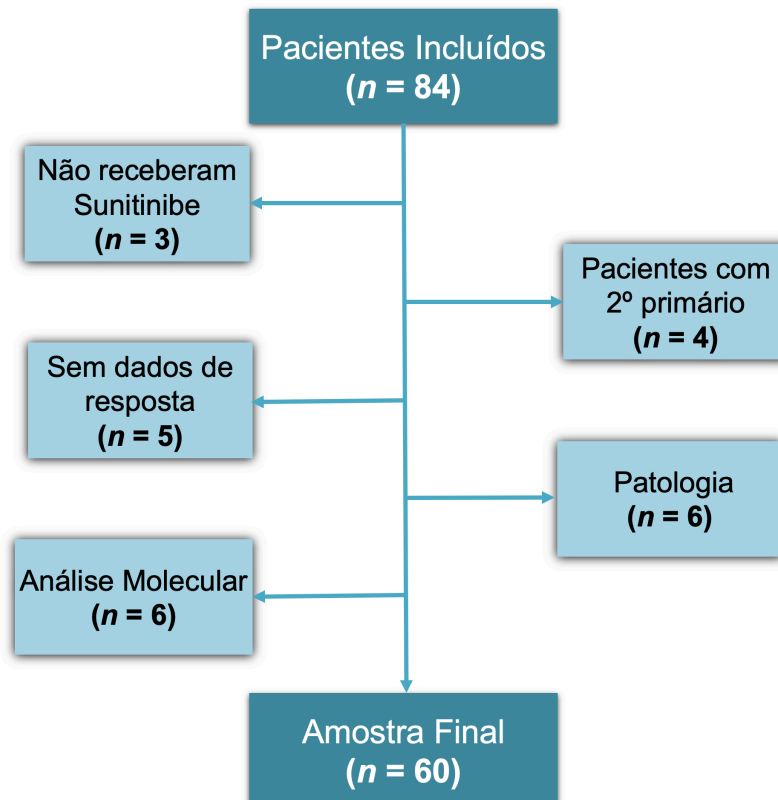 Pacientes Incluídos
(n = 84)
Não receberam
Sunitinibe
(n = 3)
Pacientes com
2º primário
(n = 4)
Sem dados de
resposta
(n = 5)
Patologia
(n = 6)
Análise Molecular
(n = 6)
Amostra Final
(n = 60)